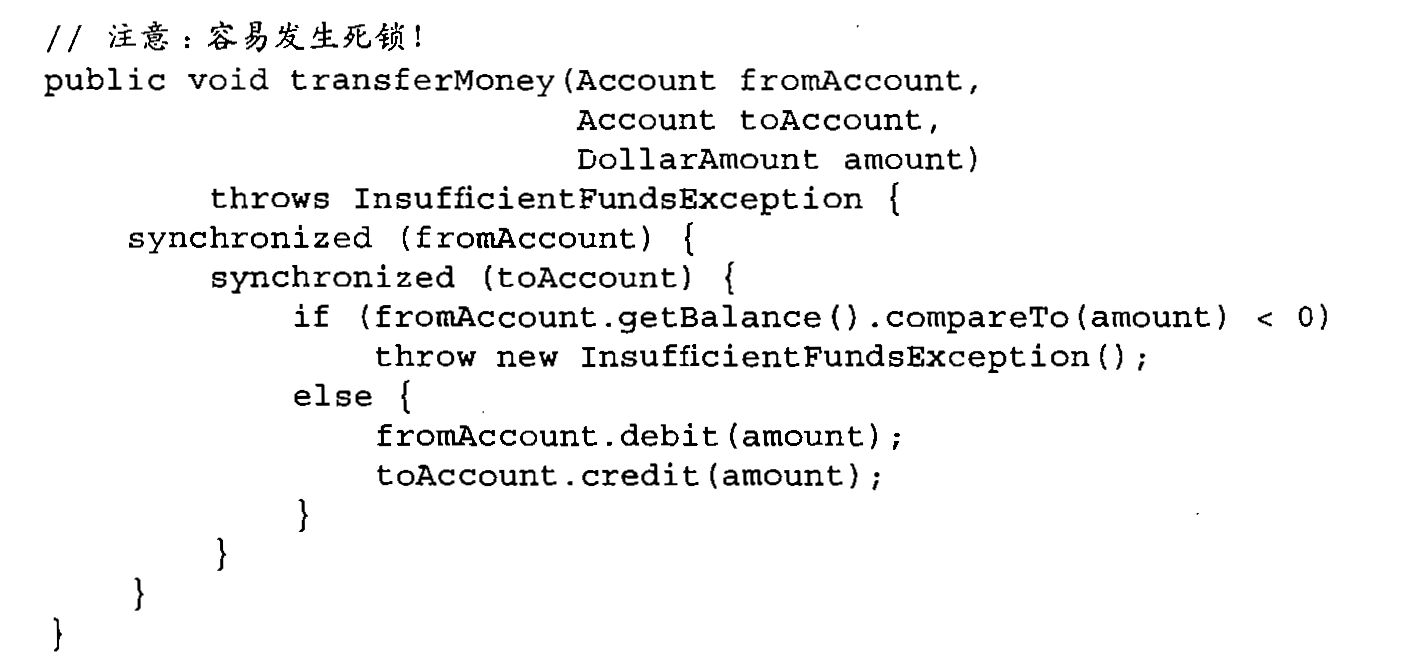 // 注意：容易发生死锁！
public void transferMoney(Account fromAccount,
                          Account toAccount,
                          DollarAmount amount)
        throws InsufficientFundsException {
    synchronized (fromAccount) {
        synchronized (toAccount) {
            if (fromAccount.getBalance().compareTo(amount) < 0)
                throw new InsufficientFundsException();
            else {
                fromAccount.debit(amount);
                toAccount.credit(amount);
            }
        }
    }
}